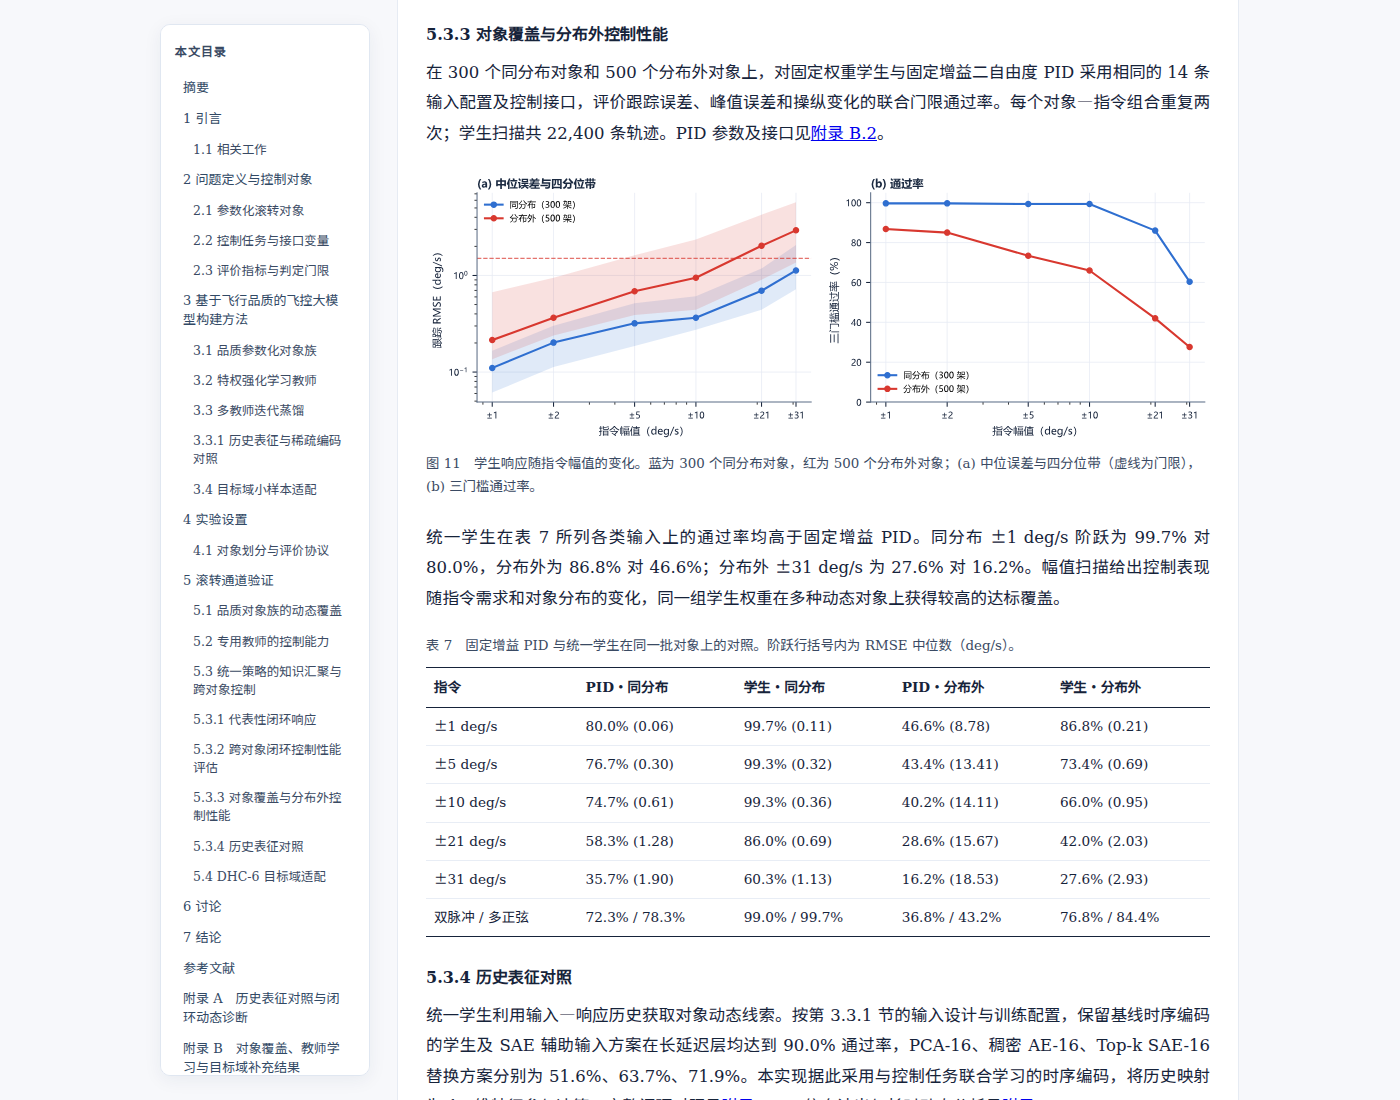 本文目录
摘要
1 引言
1.1 相关工作
2 问题定义与控制对象
2.1 参数化滚转对象
2.2 控制任务与接口变量
2.3 评价指标与判定门限
3 基于飞行品质的飞控大模
型构建方法
3.1 品质参数化对象族
3.2 特权强化学习教师
3.3 多教师迭代蒸馏
3.3.1 历史表征与稀疏编码
对照
3.4 目标域小样本适配
4 实验设置
4.1 对象划分与评价协议
5 滚转通道验证
5.1 品质对象族的动态覆盖
5.2 专用教师的控制能力
5.3 统一策略的知识汇聚与
跨对象控制
5.3.1 代表性闭环响应
5.3.2 跨对象闭环控制性能
评估
5.3.3 对象覆盖与分布外控
制性能
5.3.4 历史表征对照
5.4 DHC-6 目标域适配
6 讨论
7 结论
参考文献
附录 A　历史表征对照与闭
环动态诊断
附录 B　对象覆盖、教师学
习与目标域补充结果
5.3.3 对象覆盖与分布外控制性能
在 300 个同分布对象和 500 个分布外对象上，对固定权重学生与固定增益二自由度 PID 采用相同的 14 条
输入配置及控制接口，评价跟踪误差、峰值误差和操纵变化的联合门限通过率。每个对象—指令组合重复两
次；学生扫描共 22,400 条轨迹。PID 参数及接口见附录 B.2。
(a) 中位误差与四分位带
同分布（300 架）
分布外（500 架）
跟踪 RMSE（deg/s）
10⁰
10⁻¹
±1 ±2 ±5 ±10 ±21 ±31
指令幅值（deg/s）
(b) 通过率
三门槛通过率（%）
100
80
60
40
20
0
同分布（300 架）
分布外（500 架）
±1 ±2 ±5 ±10 ±21 ±31
指令幅值（deg/s）
图 11　学生响应随指令幅值的变化。蓝为 300 个同分布对象，红为 500 个分布外对象；(a) 中位误差与四分位带（虚线为门限），
(b) 三门槛通过率。
统一学生在表 7 所列各类输入上的通过率均高于固定增益 PID。同分布 ±1 deg/s 阶跃为 99.7% 对
80.0%，分布外为 86.8% 对 46.6%；分布外 ±31 deg/s 为 27.6% 对 16.2%。幅值扫描给出控制表现
随指令需求和对象分布的变化，同一组学生权重在多种动态对象上获得较高的达标覆盖。
表 7　固定增益 PID 与统一学生在同一批对象上的对照。阶跃行括号内为 RMSE 中位数（deg/s）。
指令 PID・同分布 学生・同分布 PID・分布外 学生・分布外
±1 deg/s 80.0% (0.06) 99.7% (0.11) 46.6% (8.78) 86.8% (0.21)
±5 deg/s 76.7% (0.30) 99.3% (0.32) 43.4% (13.41) 73.4% (0.69)
±10 deg/s 74.7% (0.61) 99.3% (0.36) 40.2% (14.11) 66.0% (0.95)
±21 deg/s 58.3% (1.28) 86.0% (0.69) 28.6% (15.67) 42.0% (2.03)
±31 deg/s 35.7% (1.90) 60.3% (1.13) 16.2% (18.53) 27.6% (2.93)
双脉冲 / 多正弦 72.3% / 78.3% 99.0% / 99.7% 36.8% / 43.2% 76.8% / 84.4%
5.3.4 历史表征对照
统一学生利用输入—响应历史获取对象动态线索。按第 3.3.1 节的输入设计与训练配置，保留基线时序编码
的学生及 SAE 辅助输入方案在长延迟层均达到 90.0% 通过率，PCA-16、稠密 AE-16、Top-k SAE-16
替换方案分别为 51.6%、63.7%、71.9%。本实现据此采用与控制任务联合学习的时序编码，将历史映射